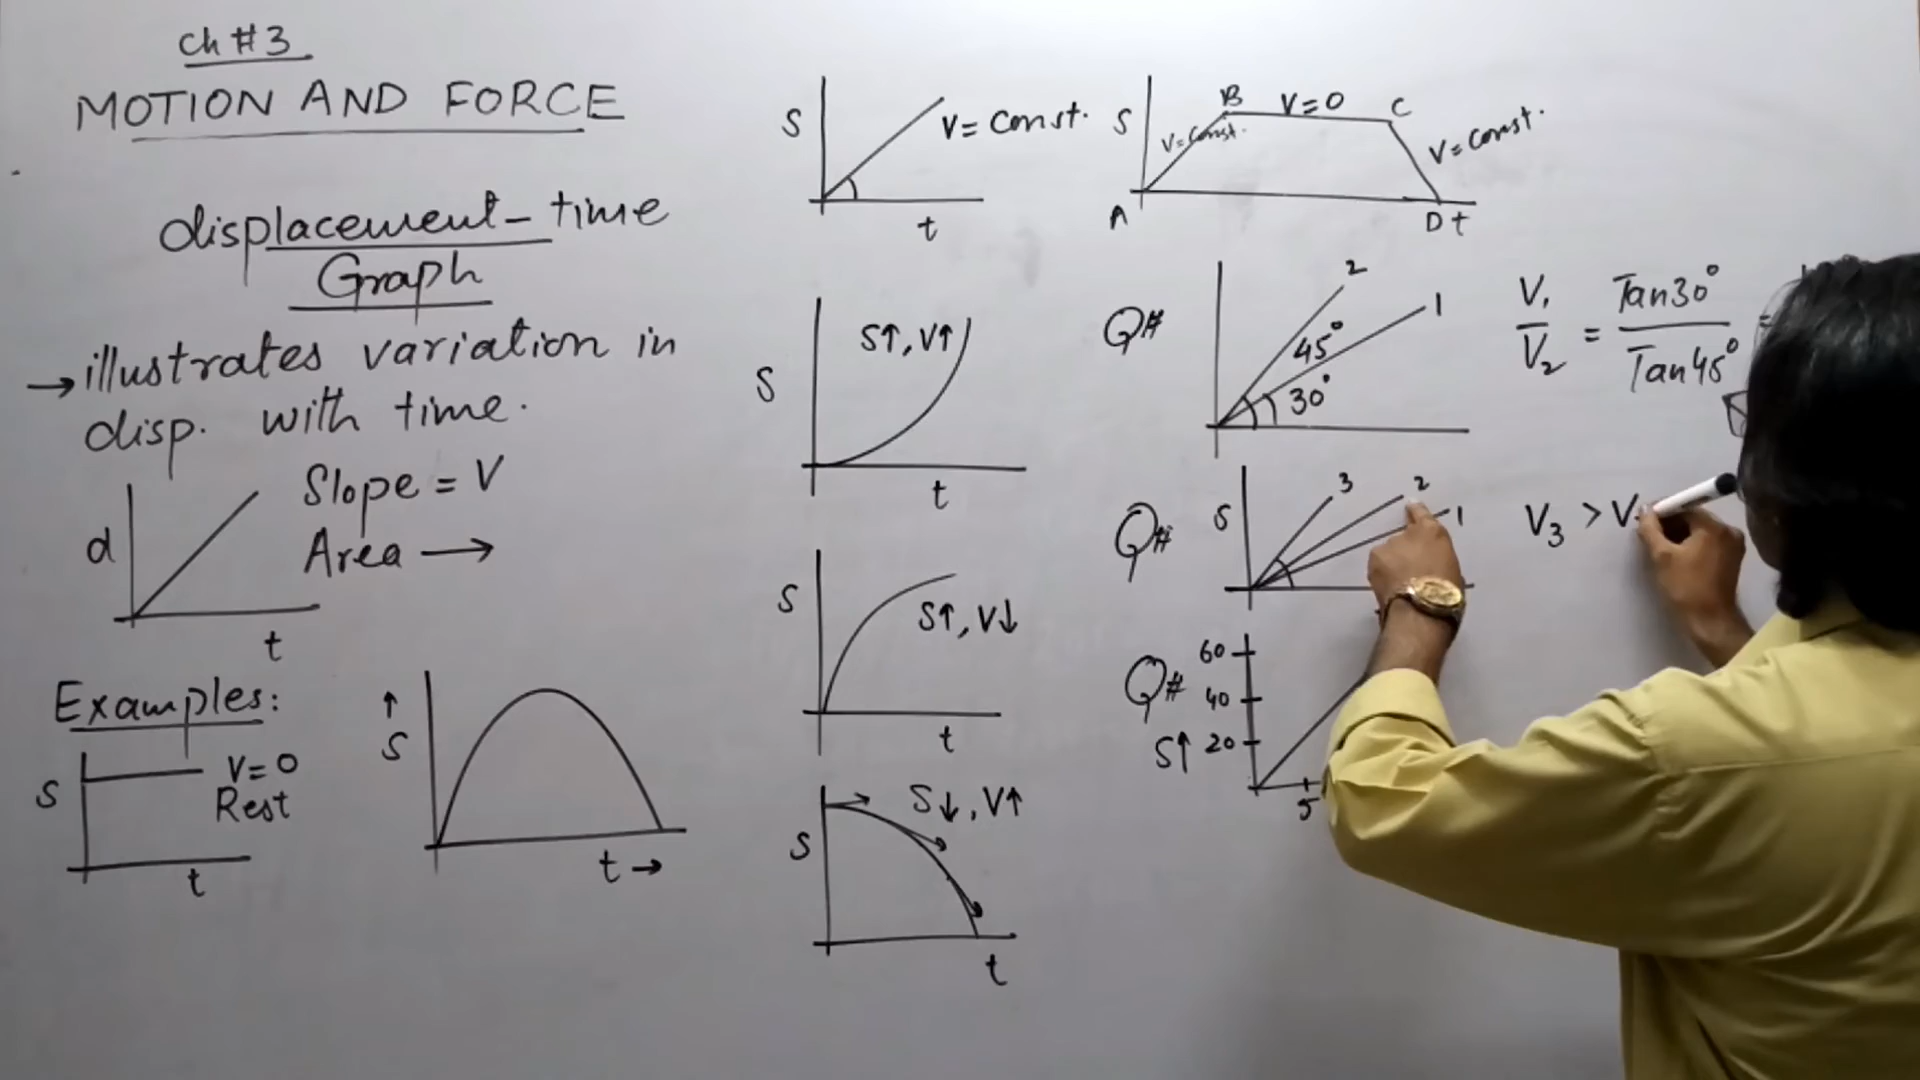 Ch # 3
MOTION AND FORCE
displacement-time
Graph
→ illustrates variation in
disp. with time.
d
Slope = V
Area →
t
Examples:
S
V=0
Rest
t
↑
S
t →
S
V= Const.
t
S
S↑, V↑
t
S
S↑, V↓
t
S
S↓, V↑
t
S
B
V=0
C
V=Const.
V=Const.
A
D t
Q#
2
1
45°
30°
V₁
V₂
=
Tan30°
Tan45°
=
Q#
S
3
2
1
V₃ > V
Q#
60
40
S↑ 20
5